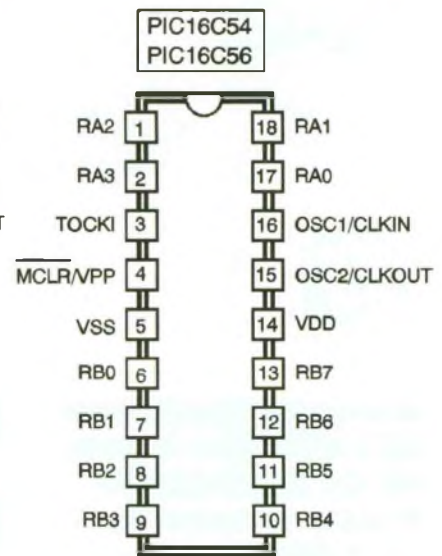 PIC16C54
PIC16C56
RA2 1 18 RA1
RA3 2 17 RA0
T
TOCKI 3 16 OSC1/CLKIN
MCLR/VPP 4 15 OSC2/CLKOUT
VSS 5 14 VDD
RB0 6 13 RB7
RB1 7 12 RB6
RB2 8 11 RB5
RB3 9 10 RB4